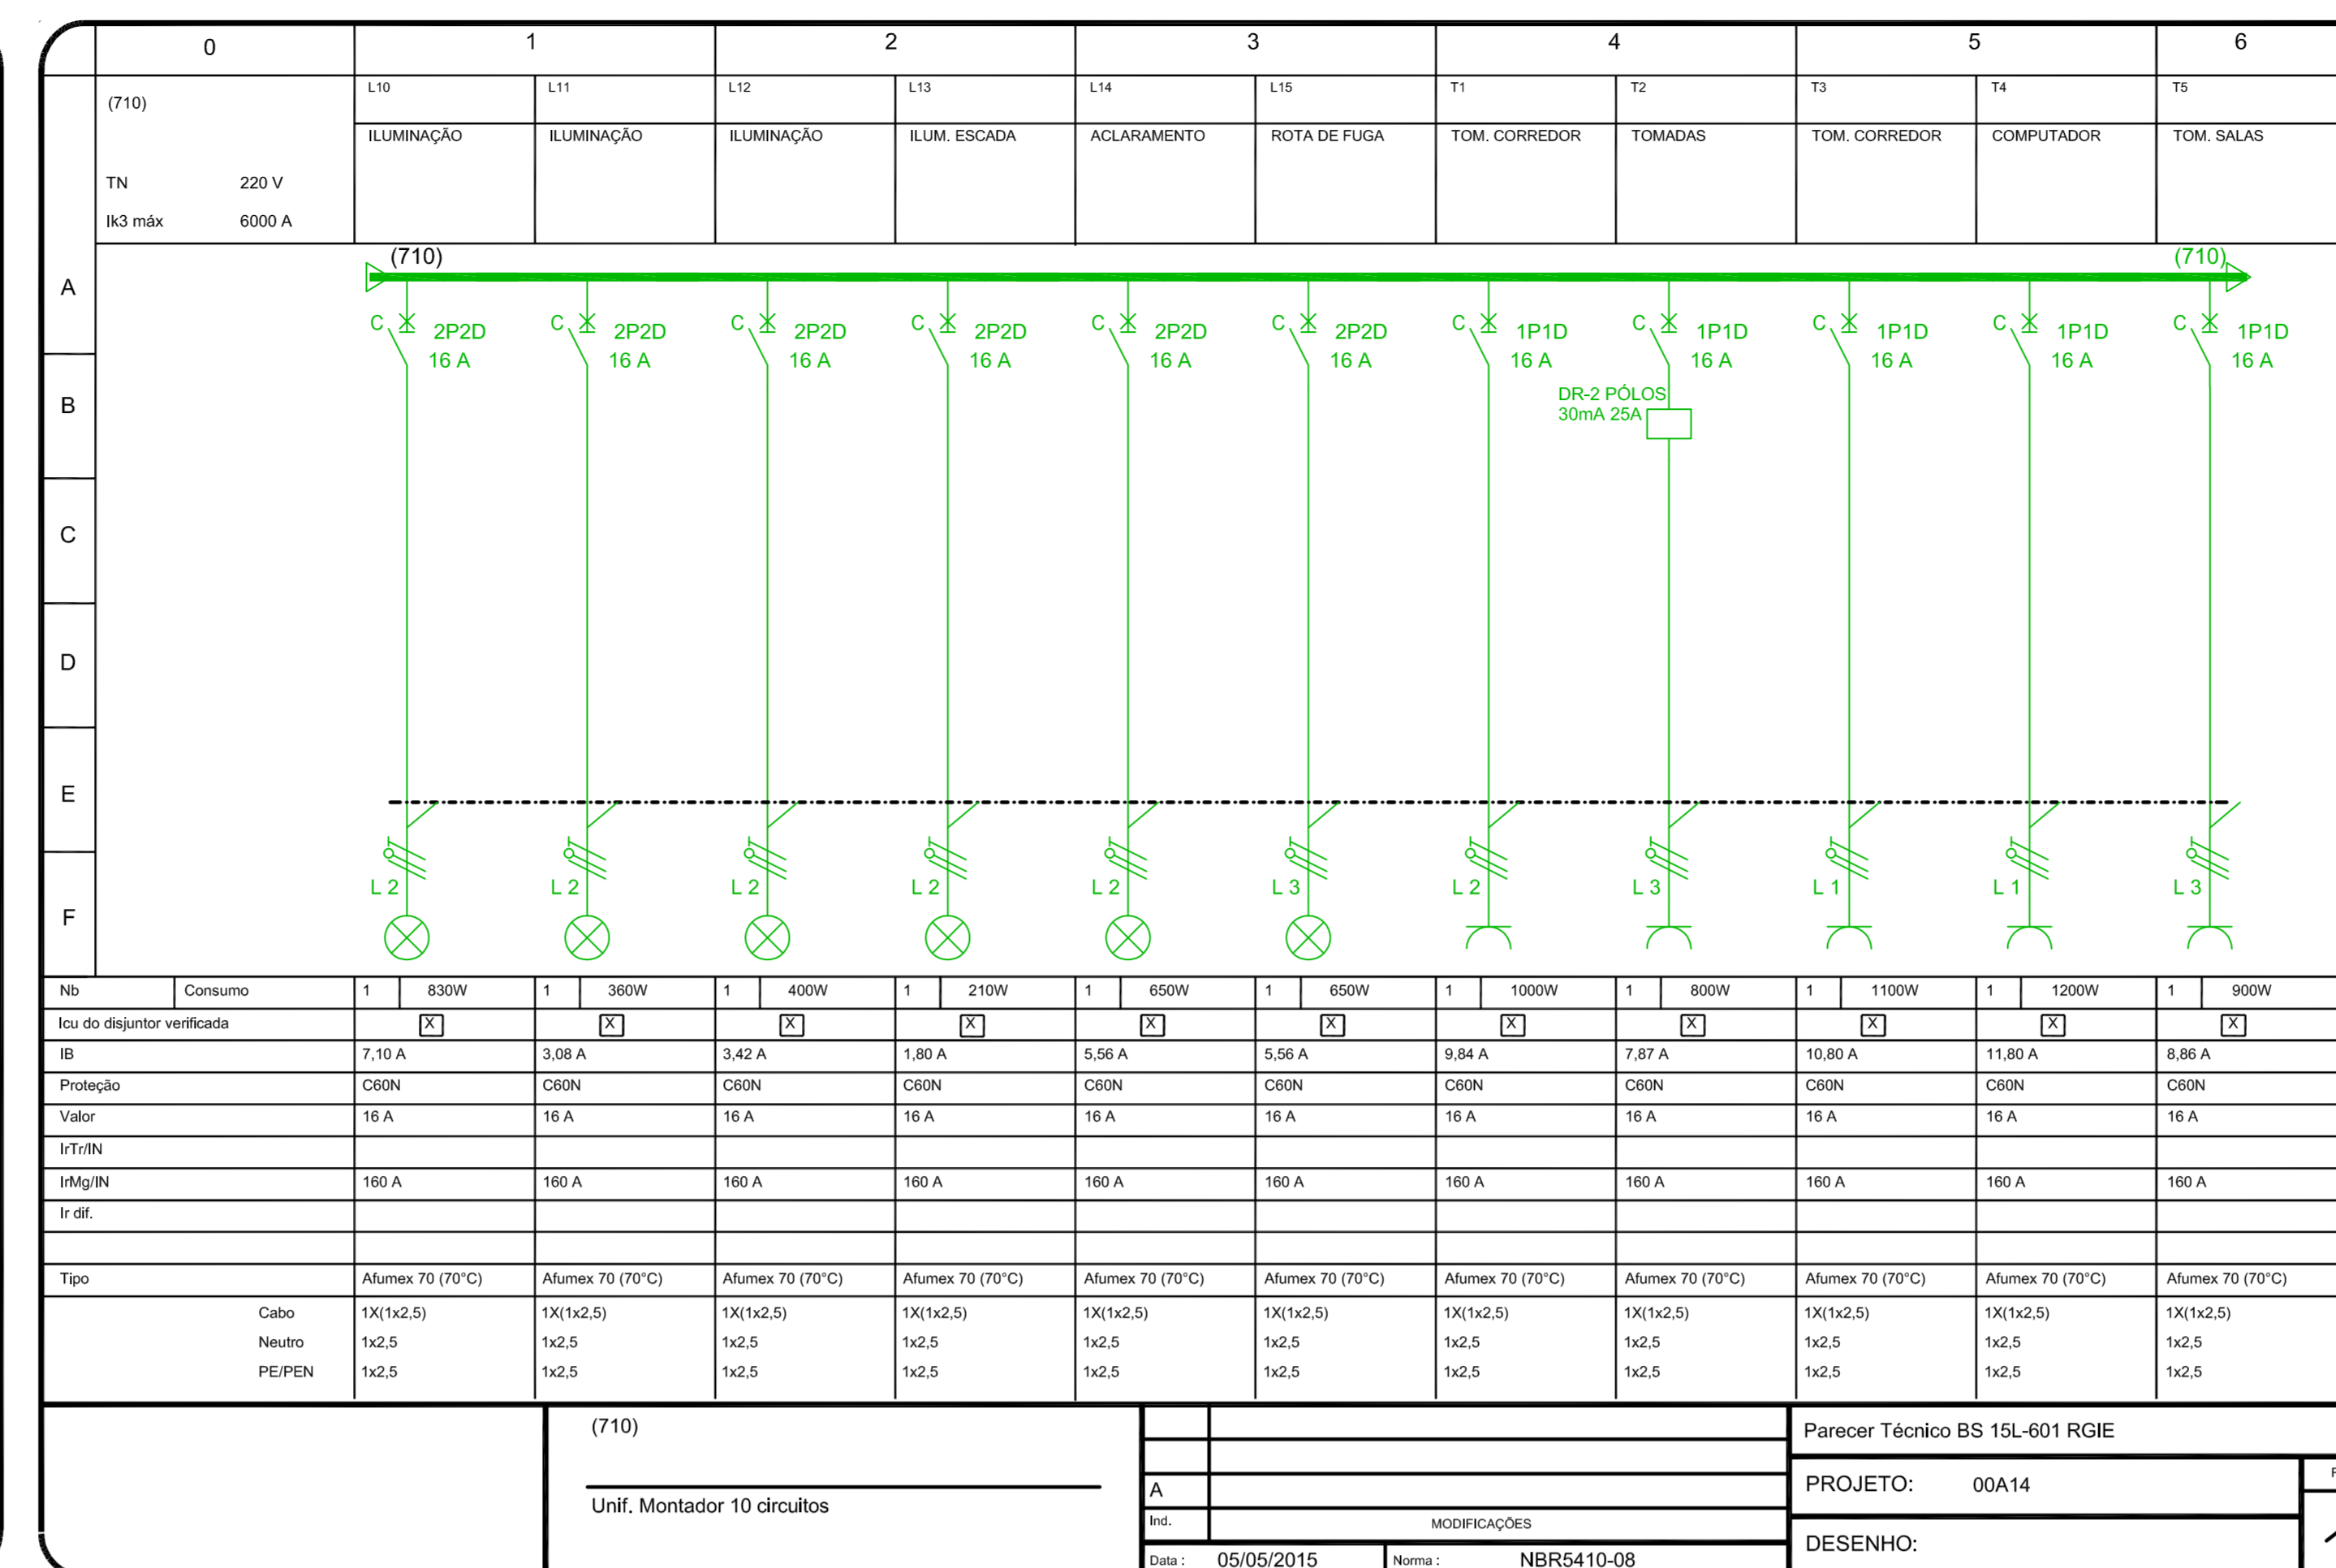 0 1 2 3 4 5 6
(710) L10 L11 L12 L13 L14 L15 T1 T2 T3 T4 T5
ILUMINAÇÃO ILUMINAÇÃO ILUMINAÇÃO ILUM. ESCADA ACLARAMENTO ROTA DE FUGA TOM. CORREDOR TOMADAS TOM. CORREDOR COMPUTADOR TOM. SALAS
TN 220 V
Ik3 máx 6000 A
(710) (710)
A
C 2P2D C 2P2D C 2P2D C 2P2D C 2P2D C 2P2D C 1P1D C 1P1D C 1P1D C 1P1D C 1P1D
16 A 16 A 16 A 16 A 16 A 16 A 16 A 16 A 16 A 16 A 16 A
DR-2 PÓLOS
B 30mA 25A
C
D
E
L 2 L 2 L 2 L 2 L 2 L 3 L 2 L 3 L 1 L 1 L 3
F
Nb Consumo 1 830W 1 360W 1 400W 1 210W 1 650W 1 650W 1 1000W 1 800W 1 1100W 1 1200W 1 900W
Icu do disjuntor verificada X X X X X X X X X X X
IB 7,10 A 3,08 A 3,42 A 1,80 A 5,56 A 5,56 A 9,84 A 7,87 A 10,80 A 11,80 A 8,86 A
Proteção C60N C60N C60N C60N C60N C60N C60N C60N C60N C60N C60N
Valor 16 A 16 A 16 A 16 A 16 A 16 A 16 A 16 A 16 A 16 A 16 A
IrTr/IN
IrMg/IN 160 A 160 A 160 A 160 A 160 A 160 A 160 A 160 A 160 A 160 A 160 A
Ir dif.
Tipo Afumex 70 (70°C) Afumex 70 (70°C) Afumex 70 (70°C) Afumex 70 (70°C) Afumex 70 (70°C) Afumex 70 (70°C) Afumex 70 (70°C) Afumex 70 (70°C) Afumex 70 (70°C) Afumex 70 (70°C) Afumex 70 (70°C)
Cabo 1X(1x2,5) 1X(1x2,5) 1X(1x2,5) 1X(1x2,5) 1X(1x2,5) 1X(1x2,5) 1X(1x2,5) 1X(1x2,5) 1X(1x2,5) 1X(1x2,5) 1X(1x2,5)
Neutro 1x2,5 1x2,5 1x2,5 1x2,5 1x2,5 1x2,5 1x2,5 1x2,5 1x2,5 1x2,5 1x2,5
PE/PEN 1x2,5 1x2,5 1x2,5 1x2,5 1x2,5 1x2,5 1x2,5 1x2,5 1x2,5 1x2,5 1x2,5
(710)
Unif. Montador 10 circuitos
A
Ind. MODIFICAÇÕES
Data : 05/05/2015 Norma : NBR5410-08
Parecer Técnico BS 15L-601 RGIE
PROJETO: 00A14
DESENHO: